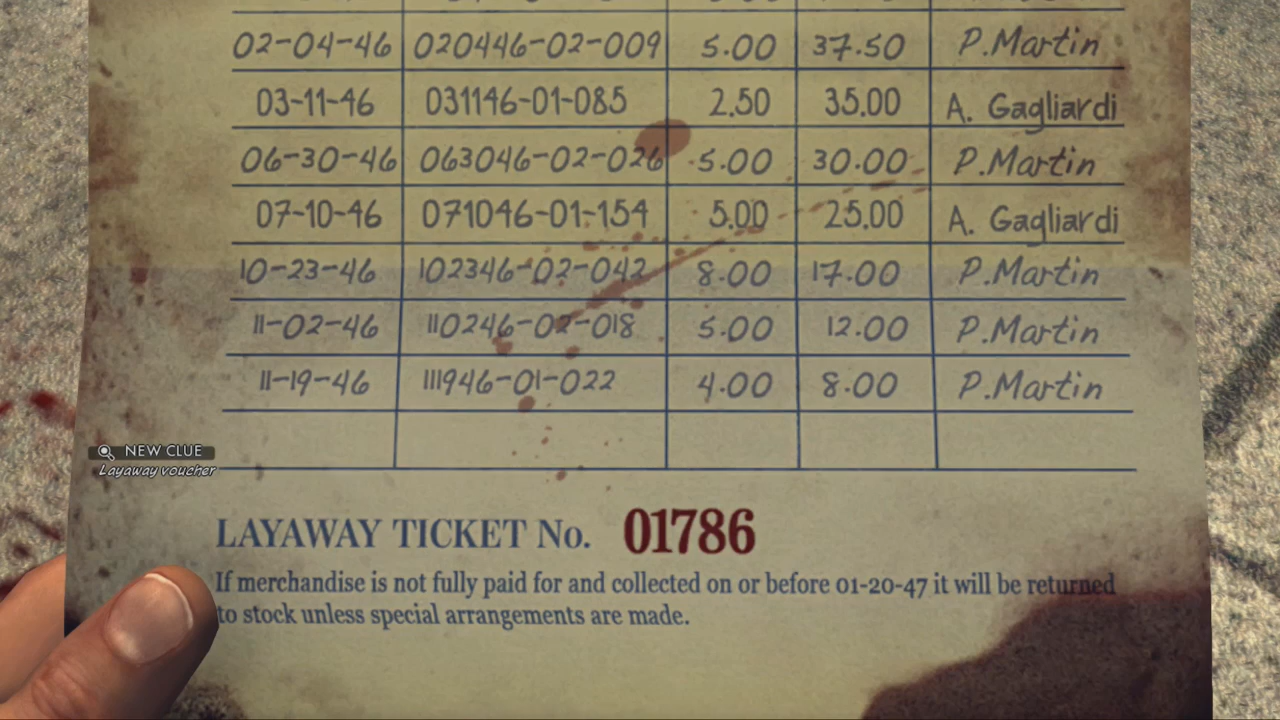 02-04-46 020446-02-009 5.00 37.50 P.Martin
03-11-46 031146-01-085 2.50 35.00 A. Gagliardi
06-30-46 063046-02-026 5.00 30.00 P.Martin
07-10-46 071046-01-154 5.00 25.00 A. Gagliardi
10-23-46 102346-02-042 8.00 17.00 P.Martin
11-02-46 110246-02-018 5.00 12.00 P.Martin
11-19-46 111946-01-022 4.00 8.00 P.Martin
NEW CLUE
Layaway voucher
LAYAWAY TICKET No. 01786
If merchandise is not fully paid for and collected on or before 01-20-47 it will be returned
to stock unless special arrangements are made.